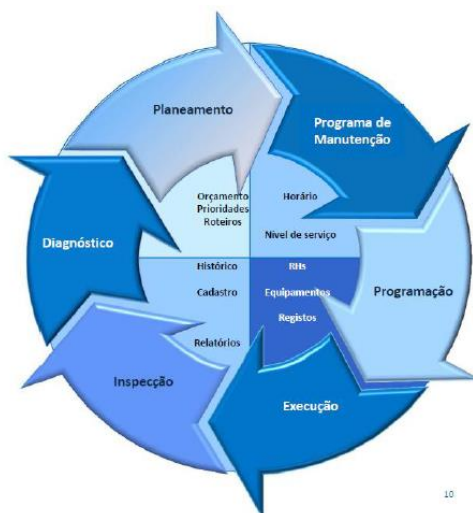 Planeamento
Programa de
Manutenção
Orçamento
Prioridades
Roteiros
Horário
Nível de serviço
Diagnóstico
Histórico
Cadastro
Relatórios
RHs
Equipamentos
Registos
Programação
Inspecção
Execução
10